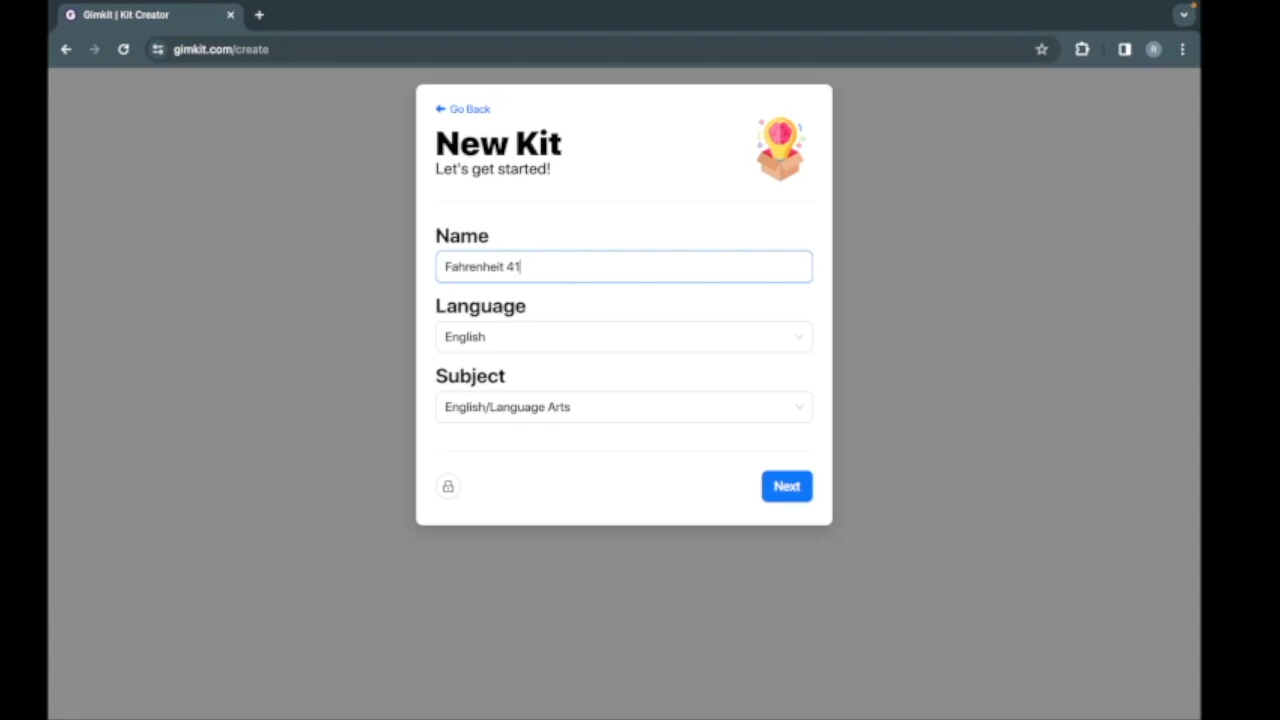 Gimkit | Kit Creator
gimkit.com/create
R
Go Back
New Kit
Let's get started!
Name
Fahrenheit 41
Language
English
Subject
English/Language Arts
Next